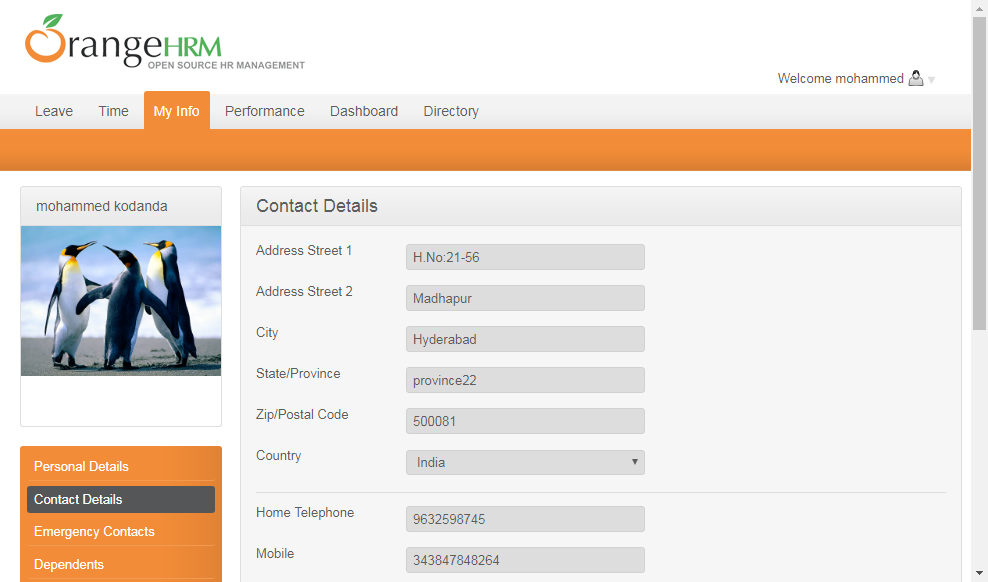 OrangeHRM
OPEN SOURCE HR MANAGEMENT
Welcome mohammed
Leave Time My Info Performance Dashboard Directory
mohammed kodanda
Contact Details
Address Street 1 H.No:21-56
Address Street 2 Madhapur
City Hyderabad
State/Province province22
Zip/Postal Code 500081
Country India
Home Telephone 9632598745
Mobile 343847848264
Personal Details
Contact Details
Emergency Contacts
Dependents